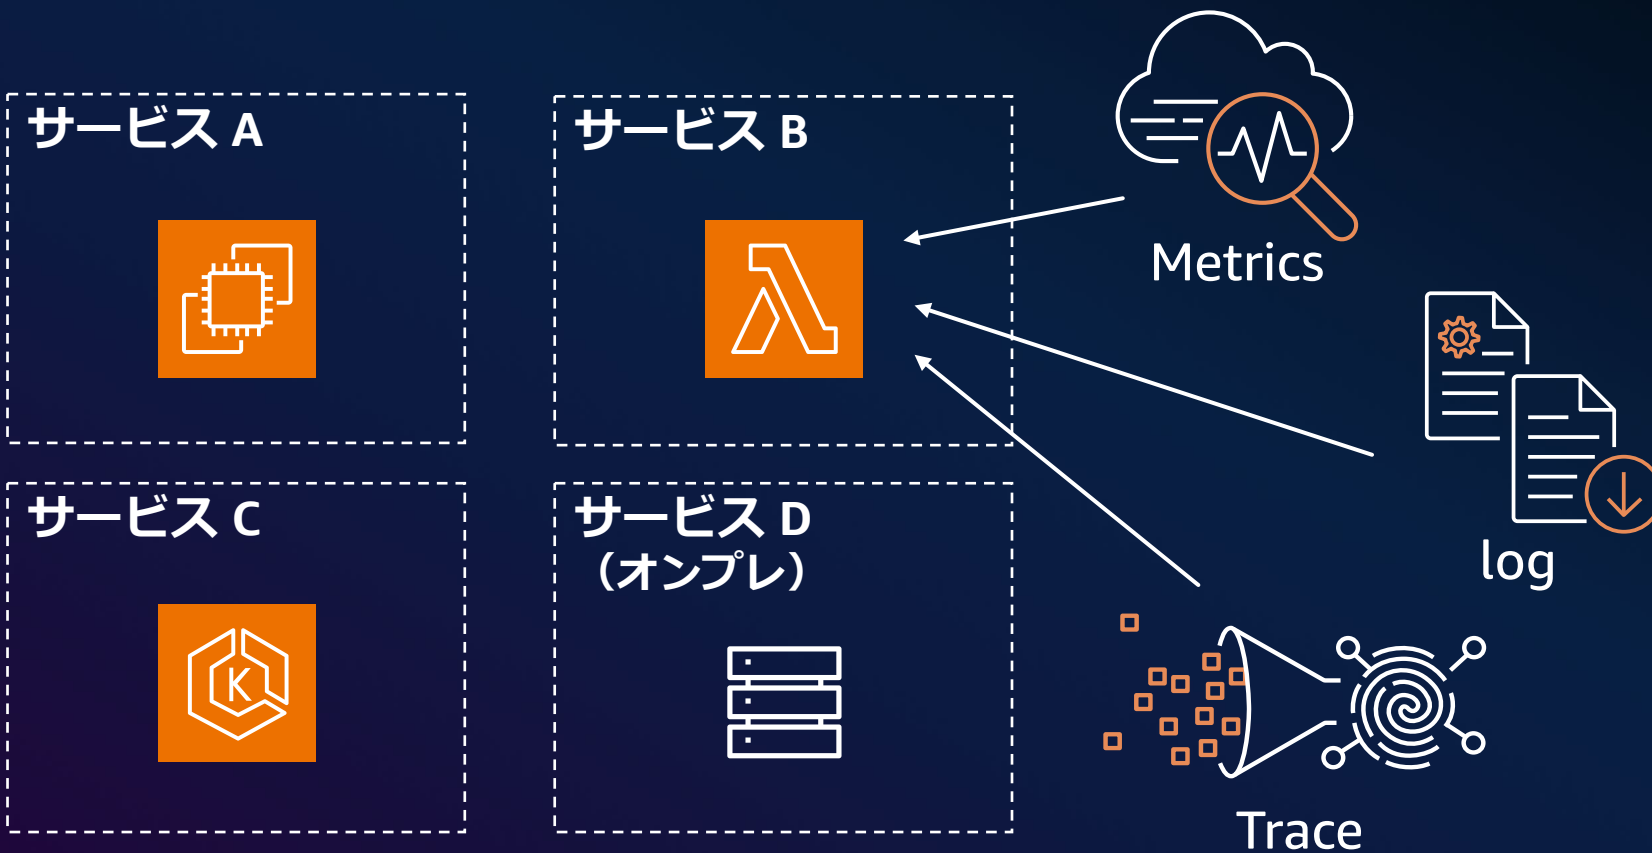 サービス A
サービス B
Metrics
log
サービス C
サービス D
（オンプレ）
K
Trace